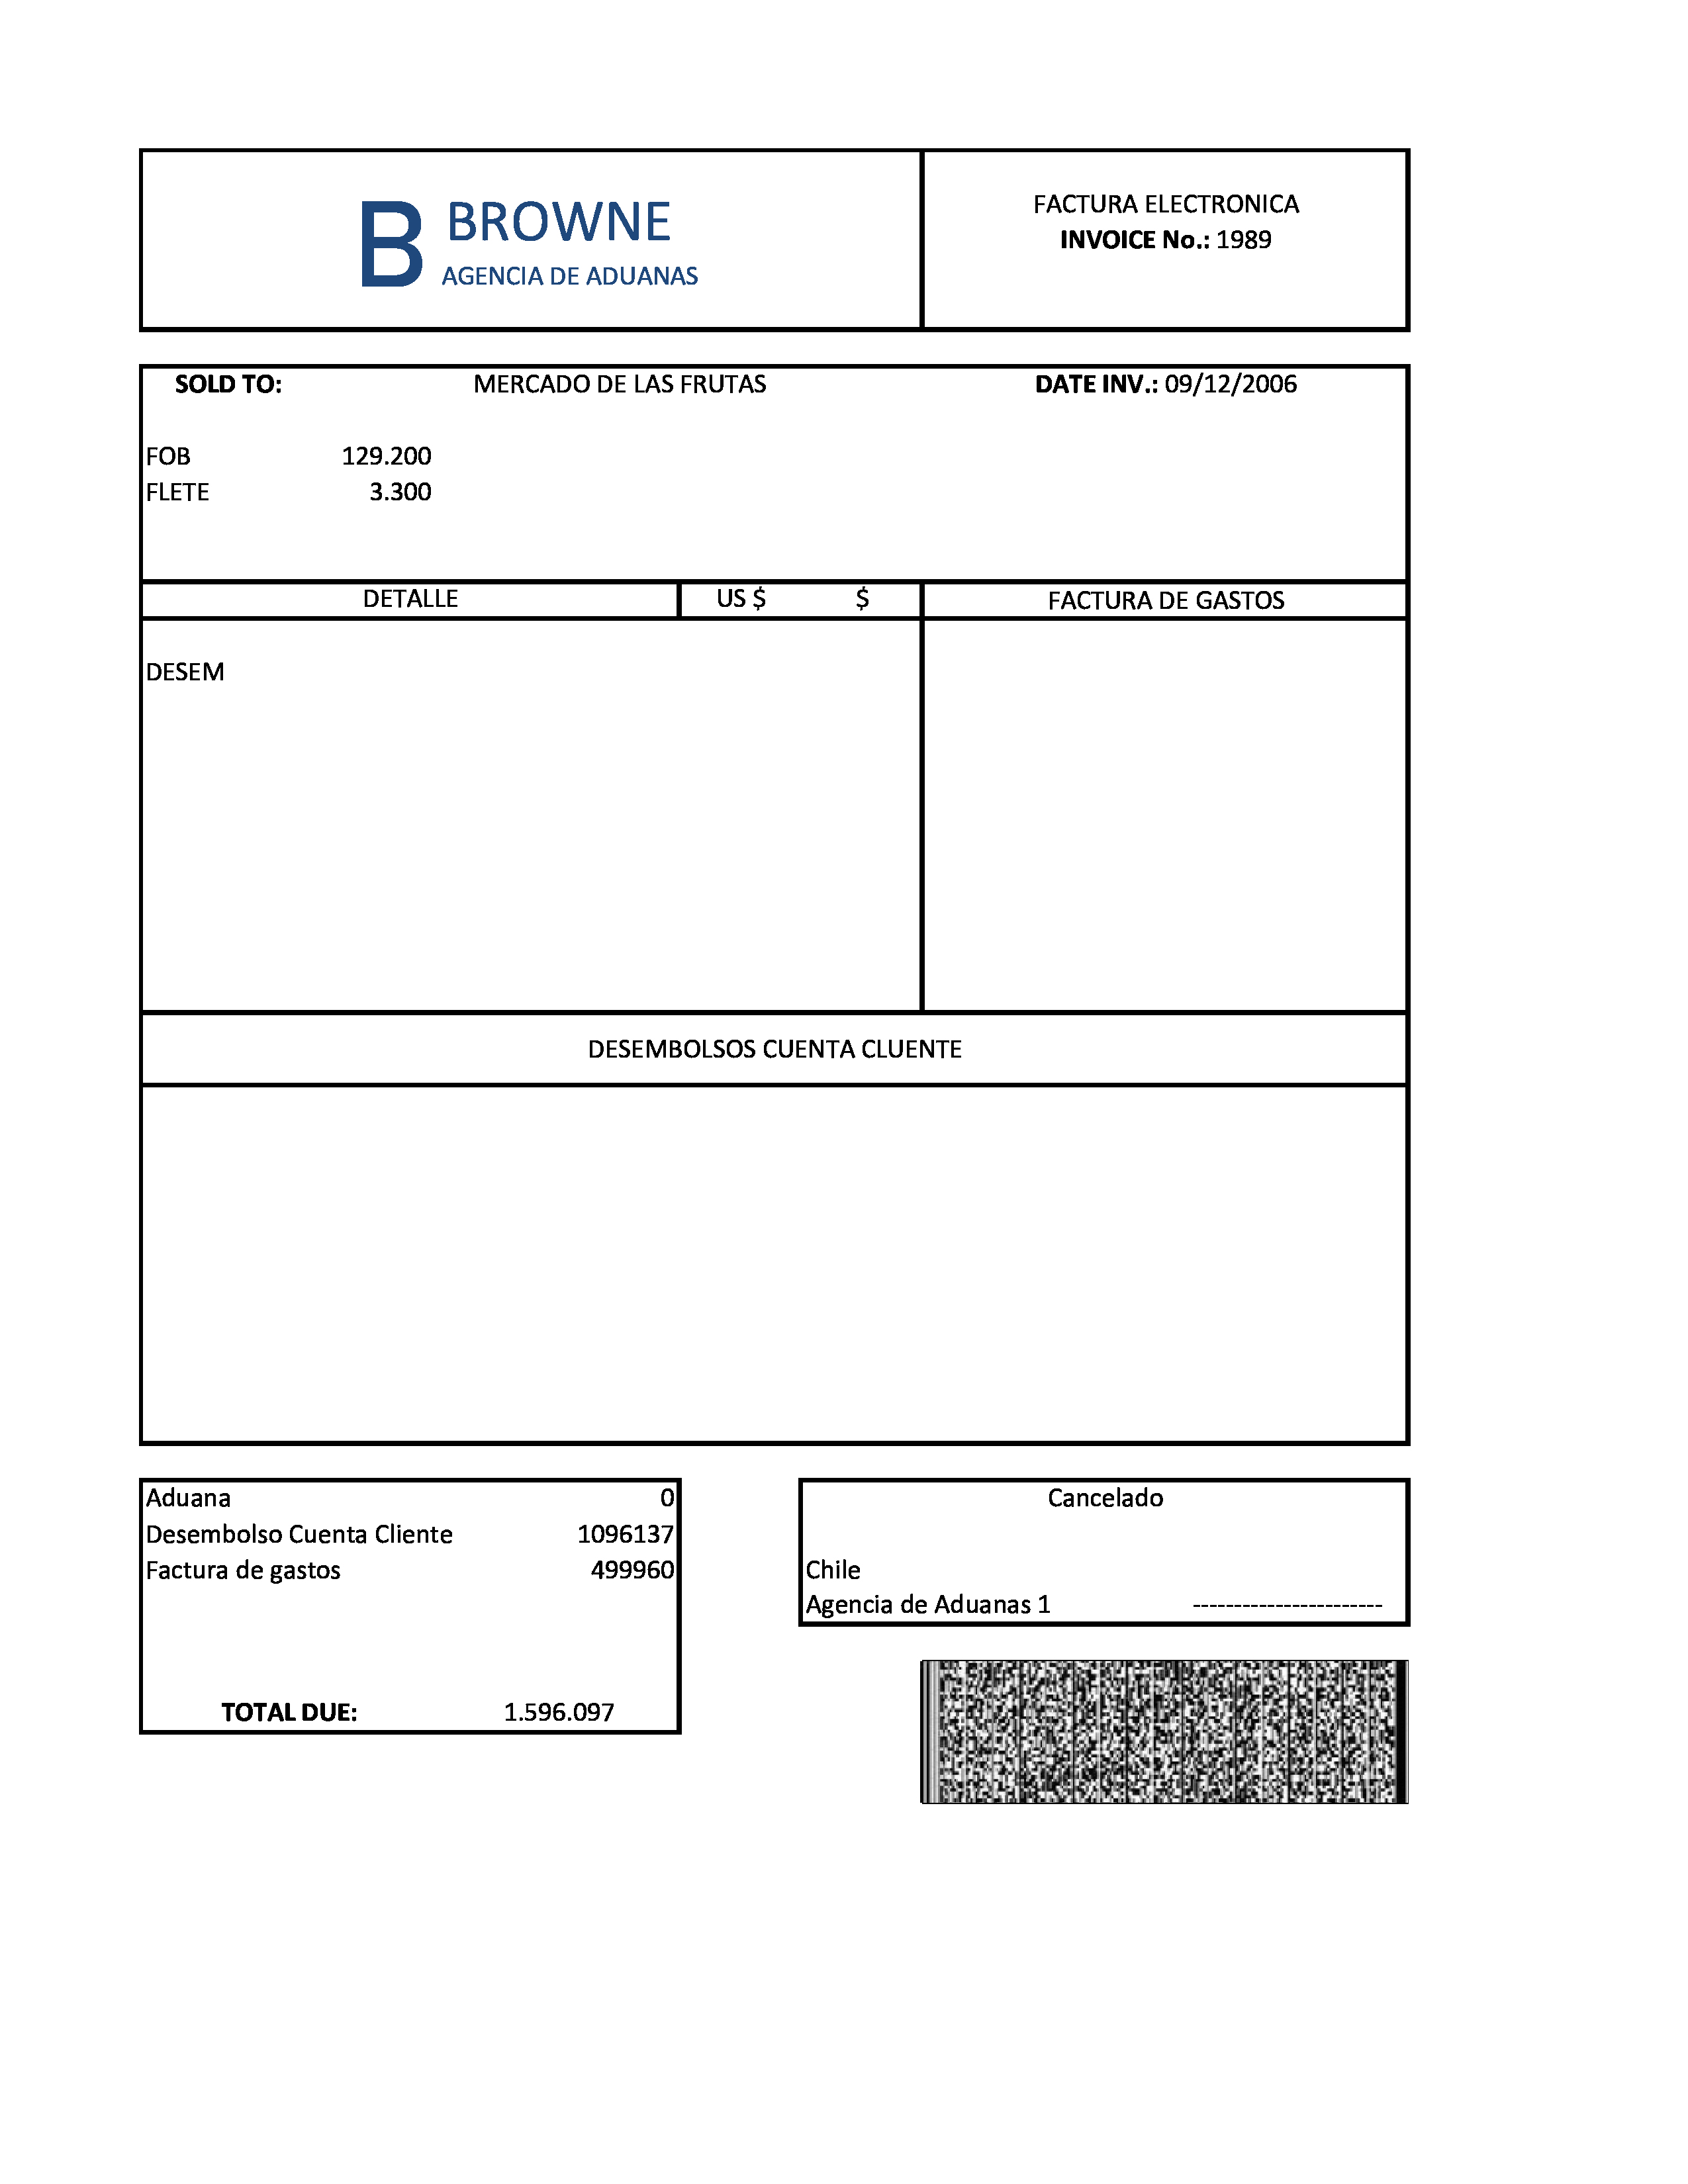 B BROWNE
AGENCIA DE ADUANAS
FACTURA ELECTRONICA
INVOICE No.: 1989
SOLD TO: MERCADO DE LAS FRUTAS DATE INV.: 09/12/2006
FOB 129.200
FLETE 3.300
DETALLE US $ $ FACTURA DE GASTOS
DESEM
DESEMBOLSOS CUENTA CLUENTE
Aduana 0
Desembolso Cuenta Cliente 1096137
Factura de gastos 499960
TOTAL DUE: 1.596.097
Cancelado
Chile
Agencia de Aduanas 1 -----------------------